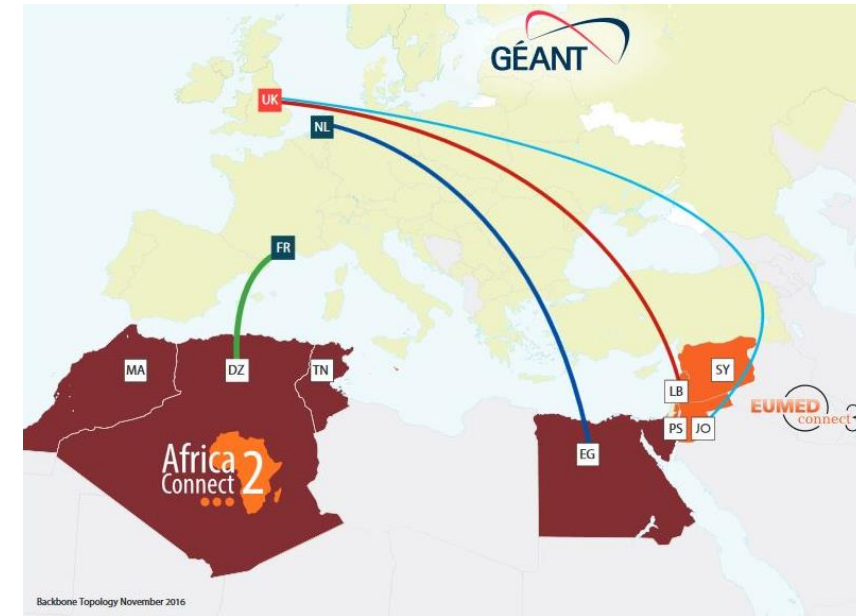 GÉANT
UK
NL
FR
MA
DZ
TN
LB
SY
EUMED
connect
PS
JO
EG
Africa
Connect 2
Backbone Topology November 2016